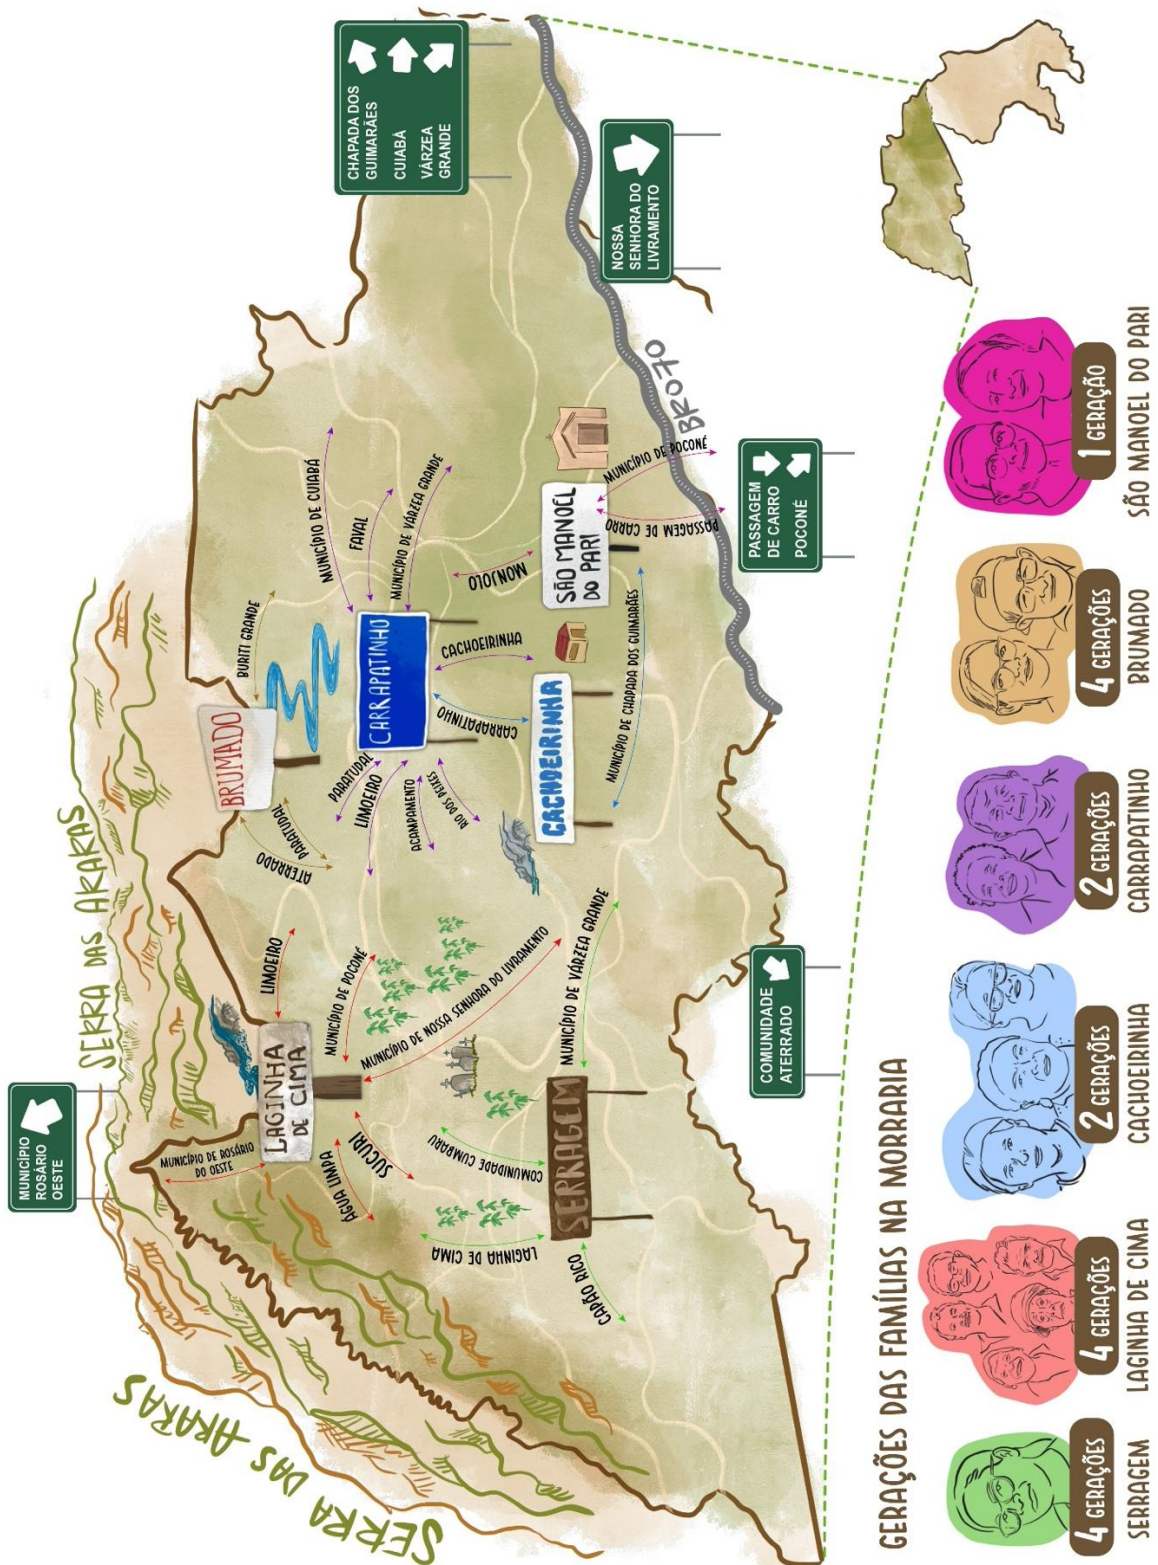 SERRA DAS ARARAS
SERRA DAS ARARAS
MUNICÍPIO
ROSÁRIO
OESTE
CHAPADA DOS
GUIMARÃES
CUIABÁ
VÁRZEA
GRANDE
NOSSA
SENHORA DO
LIVRAMENTO
PASSAGEM
DE CARRO
POCONÉ
COMUNIDADE
ATERRADO
BR070
LAGINHA
DE CIMA
MUNICÍPIO DE ROSÁRIO
DO OESTE
ÁGUA LIMPA
SUCURI
LIMOEIRO
MUNICÍPIO DE POCONÉ
MUNICÍPIO DE NOSSA SENHORA DO LIVRAMENTO
BRUMADO
BURITI GRANDE
PARATUDAL
ATERRADO
CARRAPATINHO
MUNICÍPIO DE CUIABÁ
FAVAL
MUNICÍPIO DE VÁRZEA GRANDE
PARATUDAL
LIMOEIRO
ACAMPAMENTO
RIO DOS PEIXES
CACHOEIRINHA
CARRAPATINHO
CACHOEIRINHA
MUNICÍPIO DE CHAPADA DOS GUIMARÃES
SÃO MANOEL
DO PARI
MONJOLO
MUNICÍPIO DE POCONÉ
PASSAGEM DE CARRO
SERRAGEM
LAGINHA DE CIMA
COMUNIDADE CUMBARU
MUNICÍPIO DE VÁRZEA GRANDE
CAPÃO RICO
GERAÇÕES DAS FAMÍLIAS NA MORRARIA
4 GERAÇÕES
SERRAGEM
4 GERAÇÕES
LAGINHA DE CIMA
2 GERAÇÕES
CACHOEIRINHA
2 GERAÇÕES
CARRAPATINHO
4 GERAÇÕES
BRUMADO
1 GERAÇÃO
SÃO MANOEL DO PARI